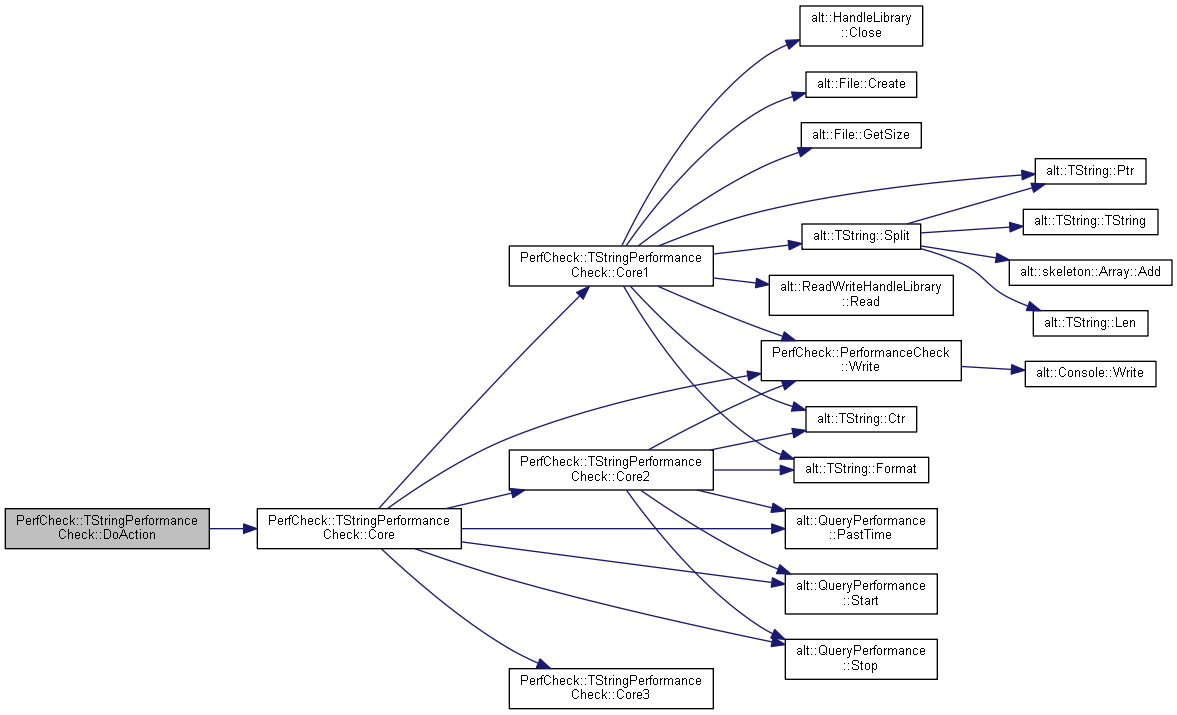 alt::HandleLibrary
::Close
alt::File::Create
alt::File::GetSize
alt::TString::Ptr
alt::TString::TString
alt::TString::Split
PerfCheck::TStringPerformance
Check::Core1
alt::skeleton::Array::Add
alt::ReadWriteHandleLibrary
::Read
alt::TString::Len
PerfCheck::PerformanceCheck
::Write
alt::Console::Write
alt::TString::Ctr
PerfCheck::TStringPerformance
Check::Core2
alt::TString::Format
PerfCheck::TStringPerformance
Check::DoAction
PerfCheck::TStringPerformance
Check::Core
alt::QueryPerformance
::PastTime
alt::QueryPerformance
::Start
alt::QueryPerformance
::Stop
PerfCheck::TStringPerformance
Check::Core3